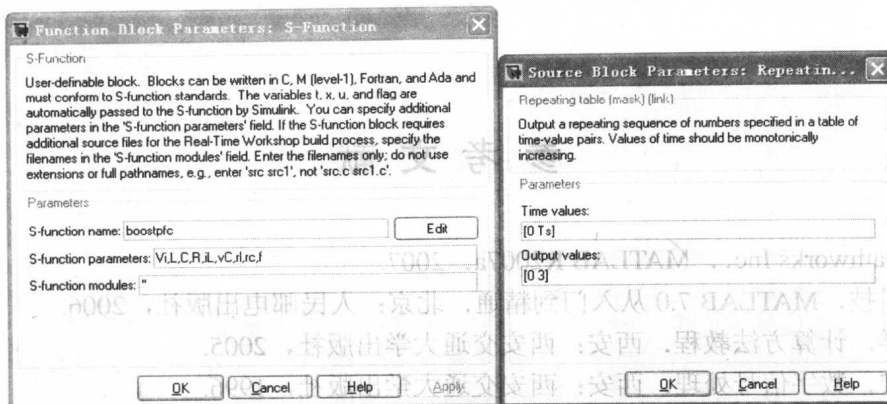 Function Block Parameters: S-Function
S-Function
User-definable block. Blocks can be written in C, M (level-1), Fortran, and Ada and
must conform to S-function standards. The variables t, x, u, and flag are
automatically passed to the S-function by Simulink. You can specify additional
parameters in the 'S-function parameters' field. If the S-function block requires
additional source files for the Real-Time Workshop build process, specify the
filenames in the 'S-function modules' field. Enter the filenames only; do not use
extensions or full pathnames, e.g., enter 'src src1', not 'src.c src1.c'.
Parameters
S-function name: boostpfc
Edit
S-function parameters: Vi,L,C,R,iL,vC,rl,rc,f
S-function modules: ''
OK Cancel Help Apply
Source Block Parameters: Repeatin...
Repeating table (mask) (link)
Output a repeating sequence of numbers specified in a table of
time-value pairs. Values of time should be monotonically
increasing.
Parameters
Time values:
[0 Ts]
Output values:
[0 3]
OK Cancel Help